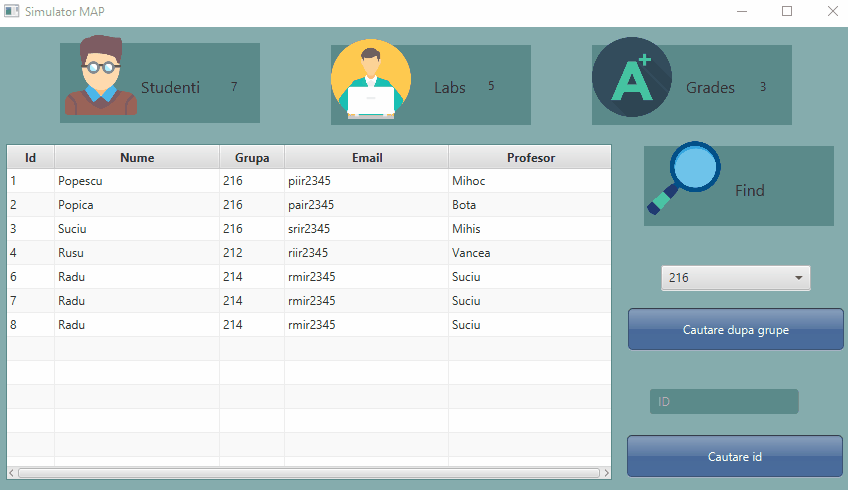 Simulator MAP
Studenti 7
Labs 5
A+
Grades 3
Id Nume Grupa Email Profesor
1 Popescu 216 piir2345 Mihoc
2 Popica 216 pair2345 Bota
3 Suciu 216 srir2345 Mihis
4 Rusu 212 riir2345 Vancea
6 Radu 214 rmir2345 Suciu
7 Radu 214 rmir2345 Suciu
8 Radu 214 rmir2345 Suciu
Find
216
Cautare dupa grupe
ID
Cautare id